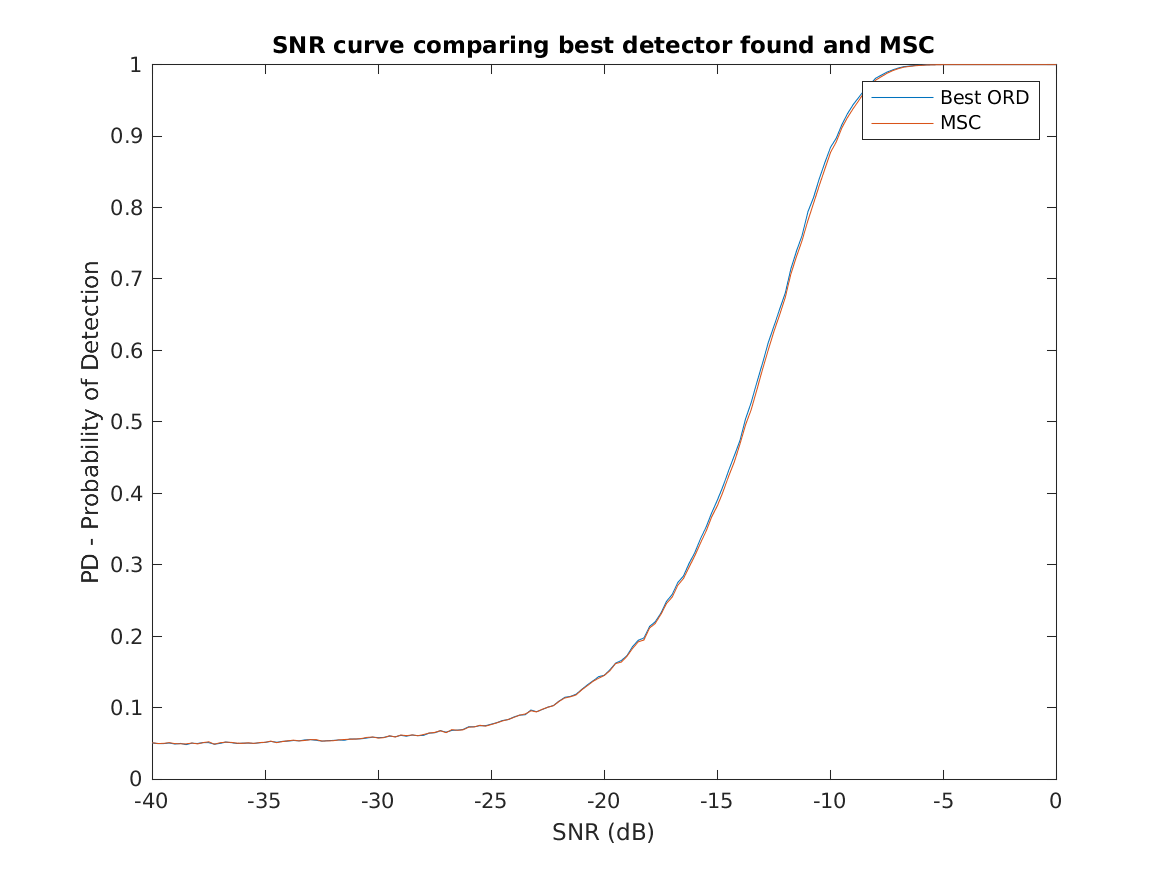 SNR curve comparing best detector found and MSC
1
0.9
0.8
0.7
0.6
0.5
0.4
0.3
0.2
0.1
0
PD - Probability of Detection
Best ORD
MSC
-40 -35 -30 -25 -20 -15 -10 -5 0
SNR (dB)